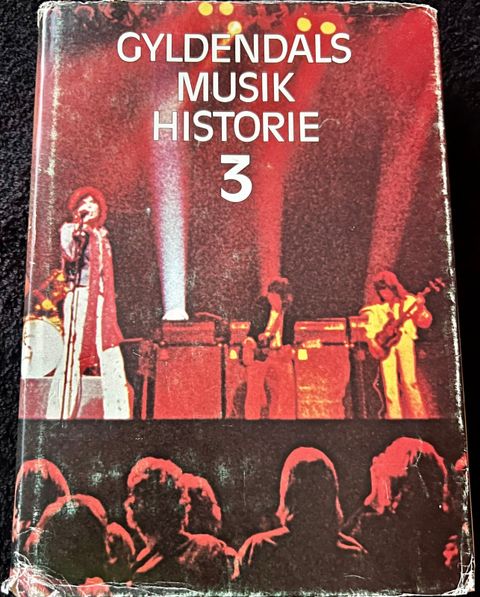 GYLDENDALS
MUSIK
HISTORIE
3